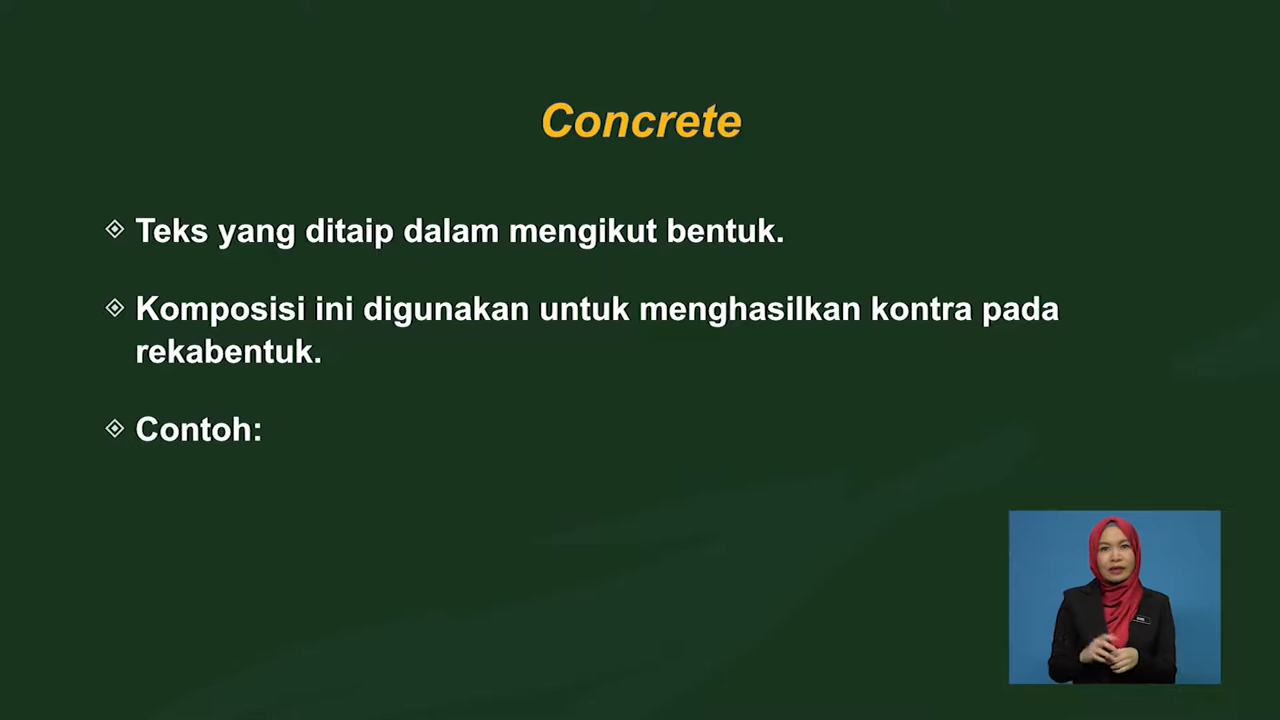 Concrete
Teks yang ditaip dalam mengikut bentuk.
Komposisi ini digunakan untuk menghasilkan kontra pada
rekabentuk.
Contoh: